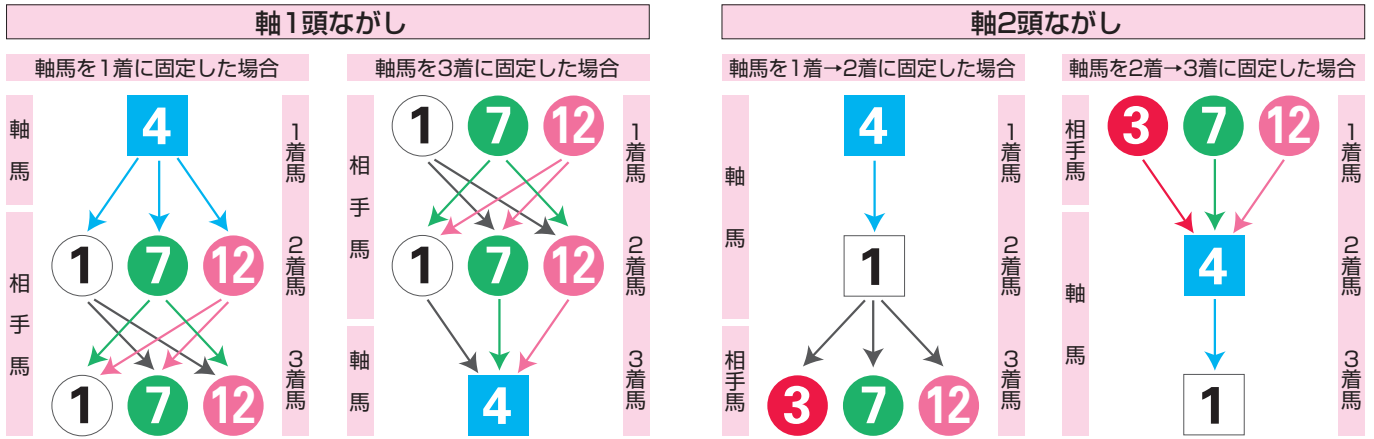 軸1頭ながし
軸馬を1着に固定した場合
軸馬
相手馬
4
1 7 12
1 7 12
1着馬
2着馬
3着馬
軸馬を3着に固定した場合
相手馬
軸馬
1 7 12
1 7 12
4
1着馬
2着馬
3着馬
軸2頭ながし
軸馬を1着→2着に固定した場合
軸馬
相手馬
4
1
3 7 12
1着馬
2着馬
3着馬
軸馬を2着→3着に固定した場合
相手馬
軸馬
3 7 12
4
1
1着馬
2着馬
3着馬